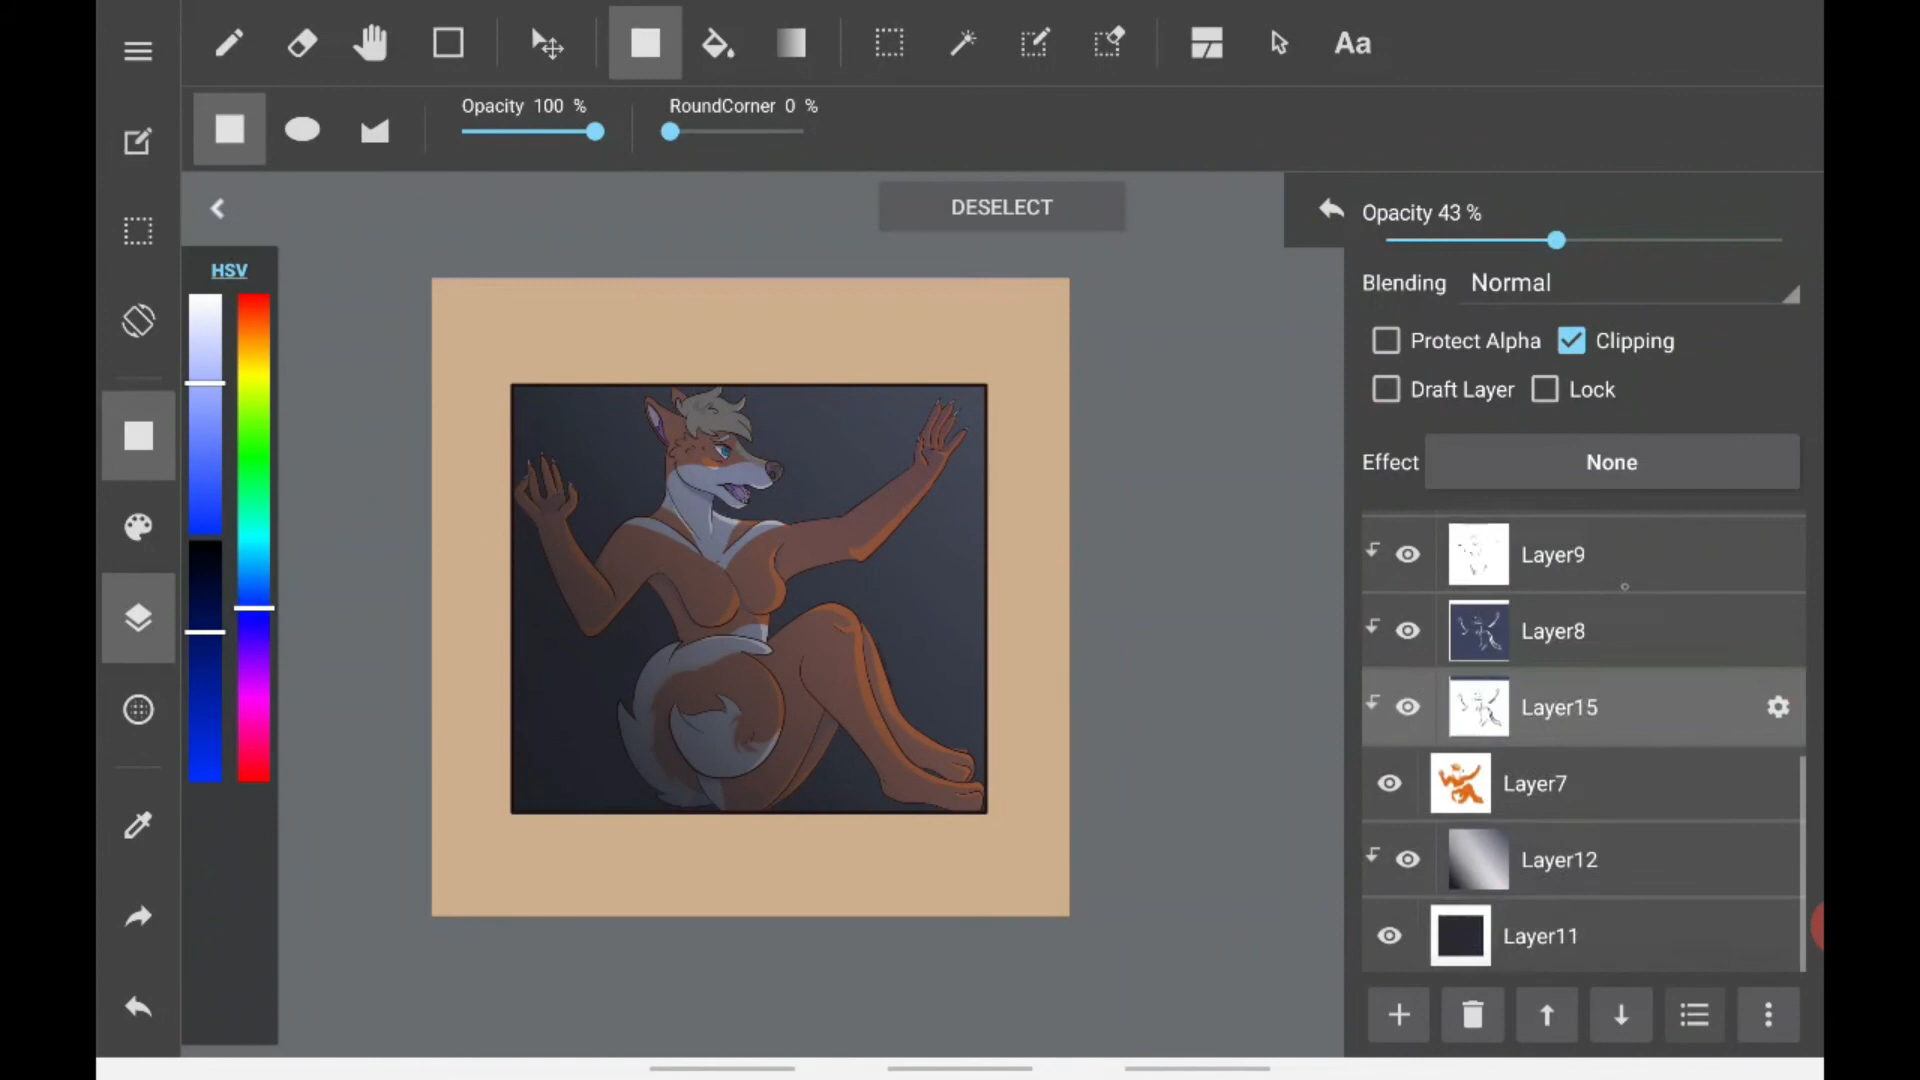 Aa
Opacity 100 %
RoundCorner 0 %
DESELECT
HSV
Opacity 43 %
Blending Normal
Protect Alpha Clipping
Draft Layer Lock
Effect None
Layer9
Layer8
Layer15
Layer7
Layer12
Layer11